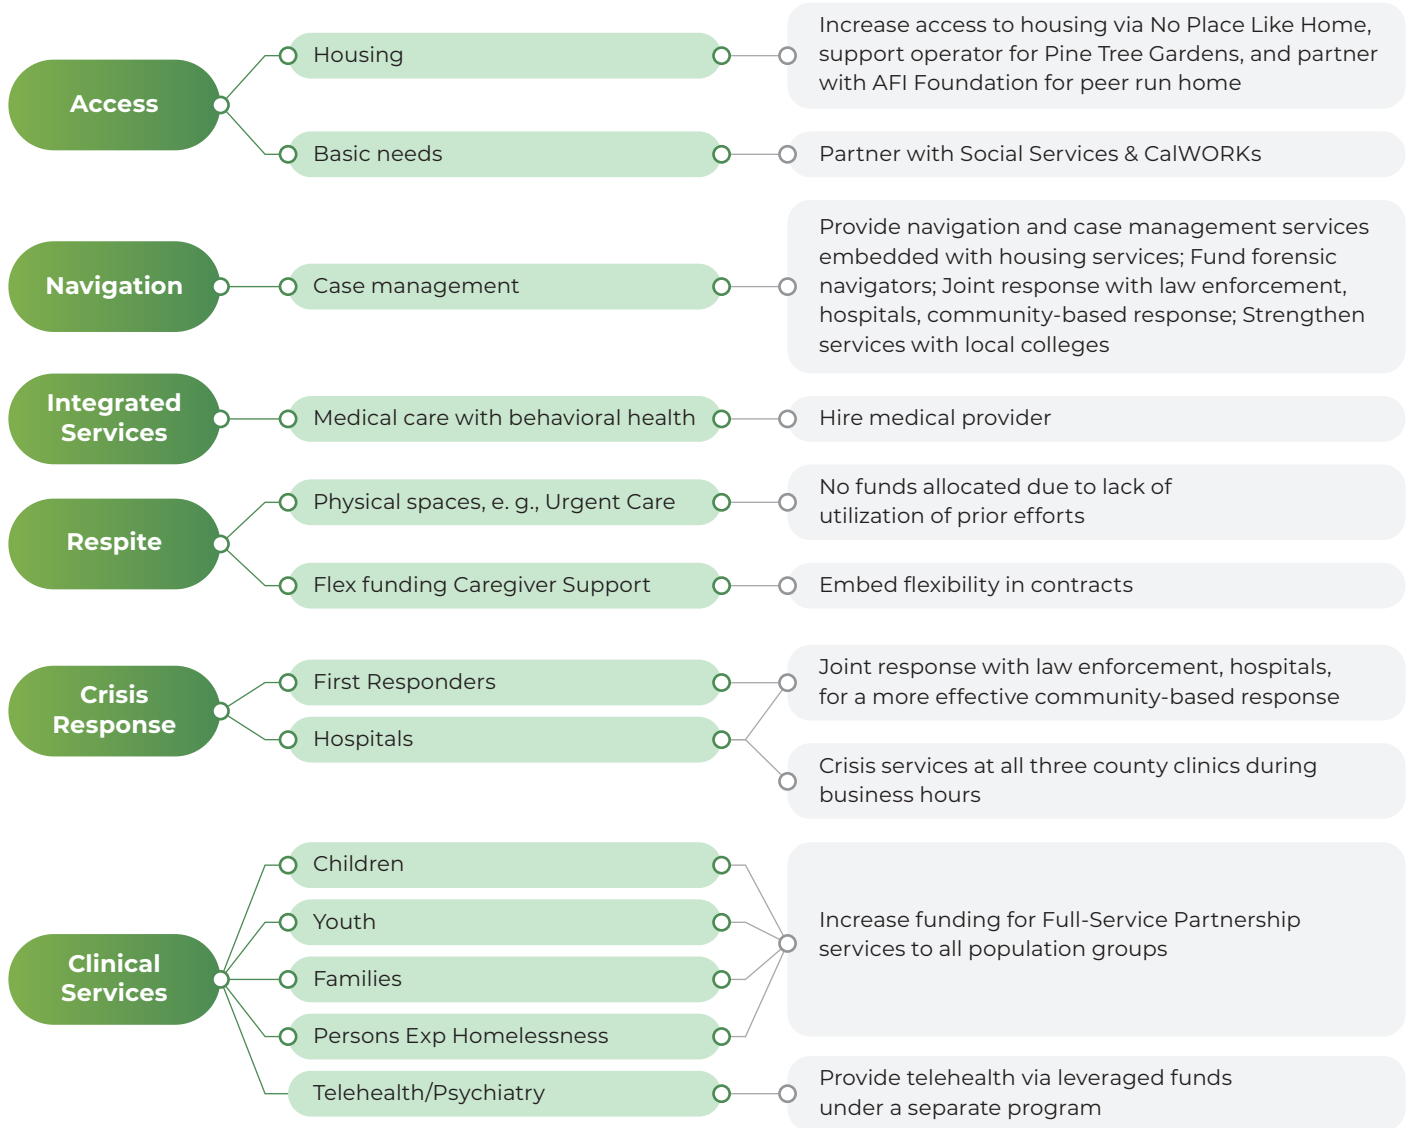 Access
Housing
Increase access to housing via No Place Like Home,
support operator for Pine Tree Gardens, and partner
with AFI Foundation for peer run home
Basic needs
Partner with Social Services & CalWORKs
Navigation
Case management
Provide navigation and case management services
embedded with housing services; Fund forensic
navigators; Joint response with law enforcement,
hospitals, community-based response; Strengthen
services with local colleges
Integrated
Services
Medical care with behavioral health
Hire medical provider
Respite
Physical spaces, e. g., Urgent Care
No funds allocated due to lack of
utilization of prior efforts
Flex funding Caregiver Support
Embed flexibility in contracts
Crisis
Response
First Responders
Hospitals
Joint response with law enforcement, hospitals,
for a more effective community-based response
Crisis services at all three county clinics during
business hours
Clinical
Services
Children
Youth
Families
Persons Exp Homelessness
Increase funding for Full-Service Partnership
services to all population groups
Telehealth/Psychiatry
Provide telehealth via leveraged funds
under a separate program